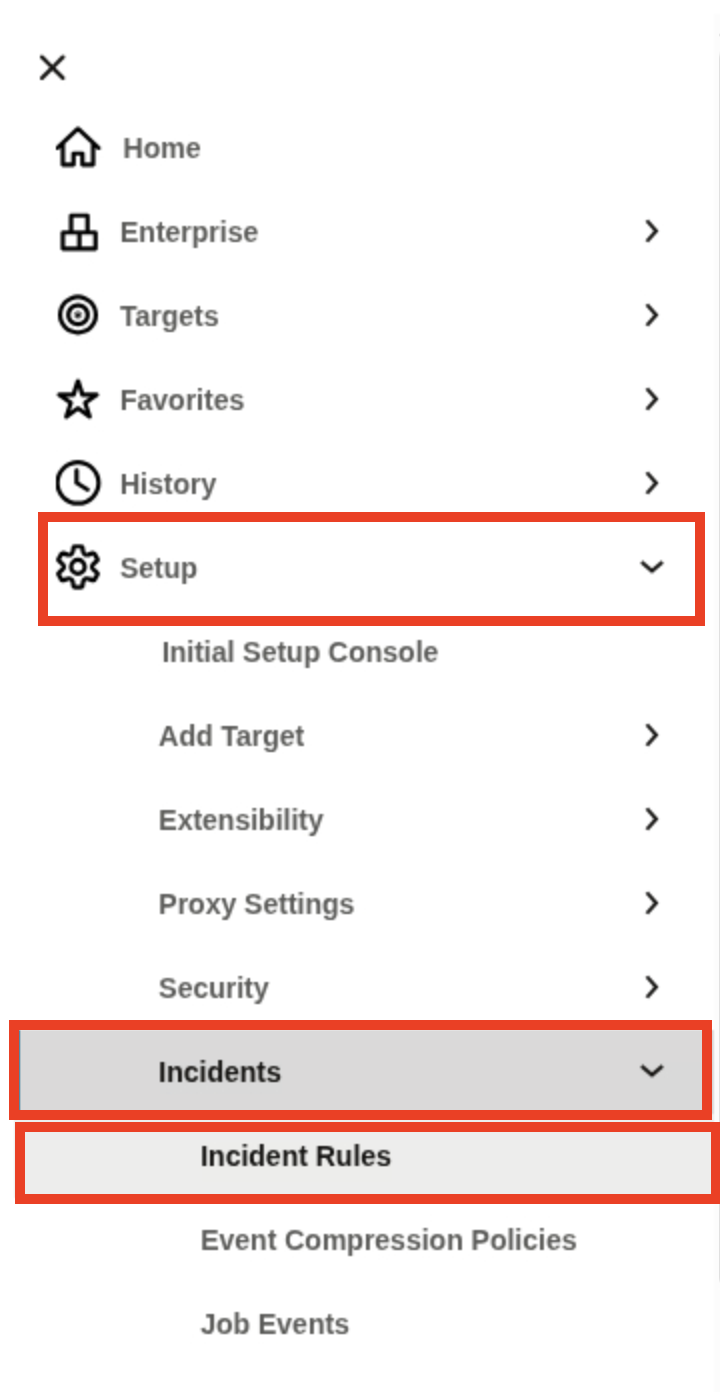 Home
Enterprise
Targets
Favorites
History
Setup
Initial Setup Console
Add Target
Extensibility
Proxy Settings
Security
Incidents
Incident Rules
Event Compression Policies
Job Events